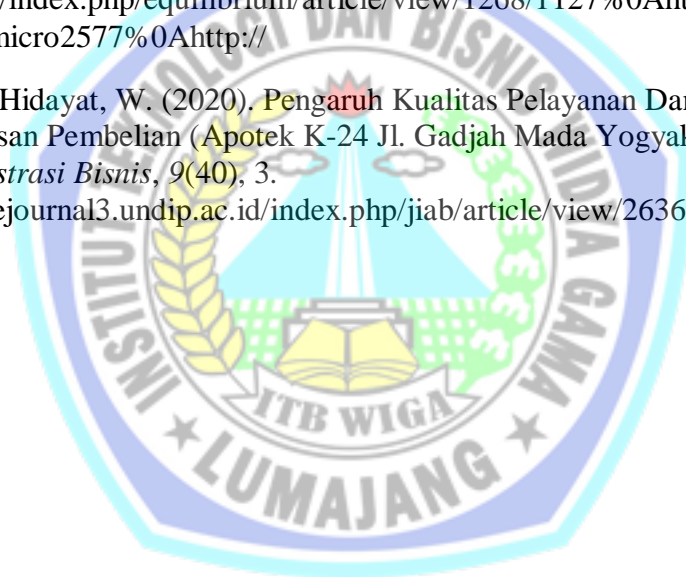 /index.php/equilibrium/article/view/1268/1127%0Aht
micro2577%0Ahttp://
Hidayat, W. (2020). Pengaruh Kualitas Pelayanan Dan
san Pembelian (Apotek K-24 Jl. Gadjah Mada Yogyak
strasi Bisnis, 9(40), 3.
ejournal3.undip.ac.id/index.php/jiab/article/view/2636
INSTITUT TEKNOLOGI DAN BISNIS WIDYA GAMA
ITB WIGA
LUMAJANG